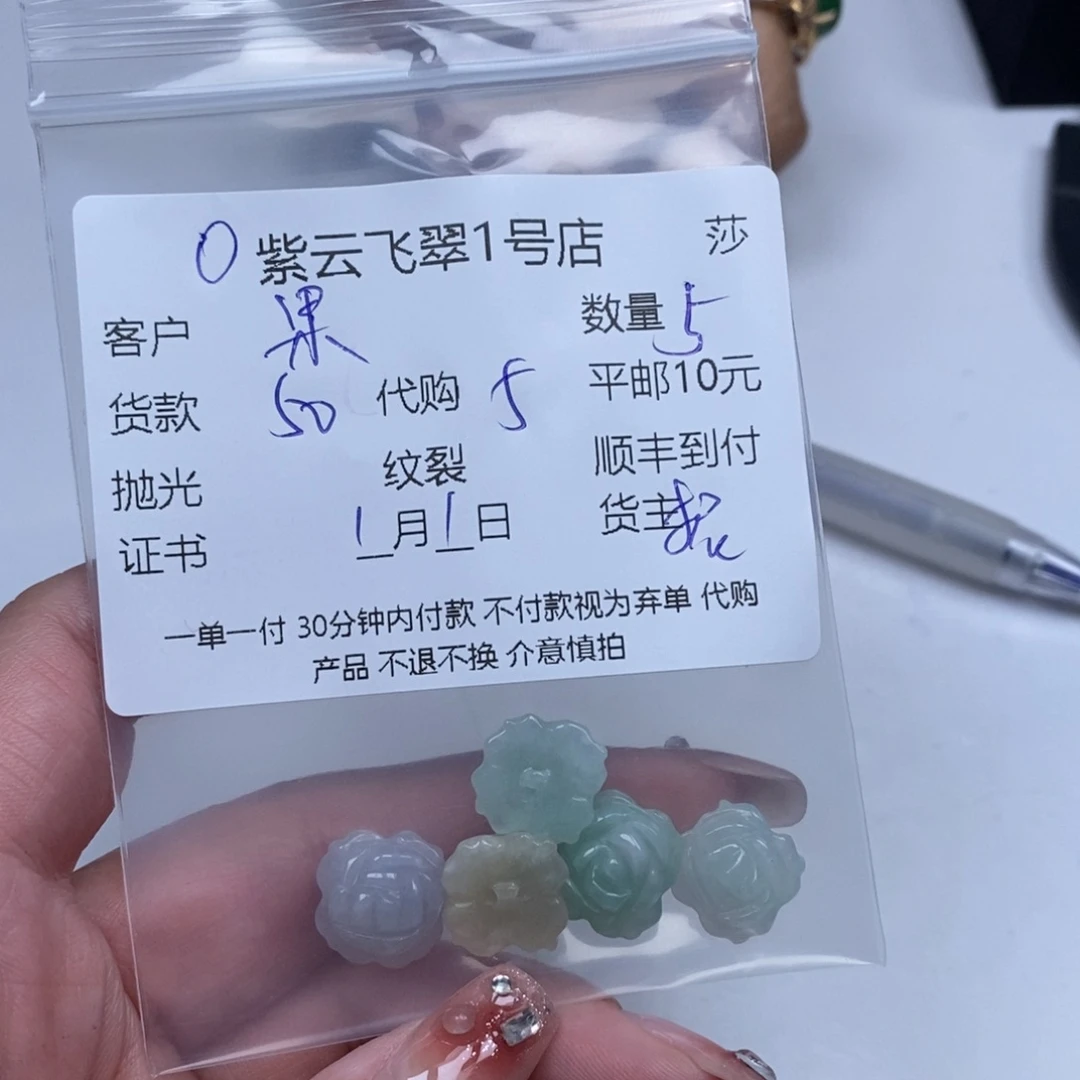 0 紫云飞翠1号店 莎
客户 果 数量 5
货款 50 代购 5 平邮10元
抛光 纹裂 顺丰到付
证书 1月1日 货主
一单一付 30分钟内付款 不付款视为弃单 代购
产品 不退不换 介意慎拍